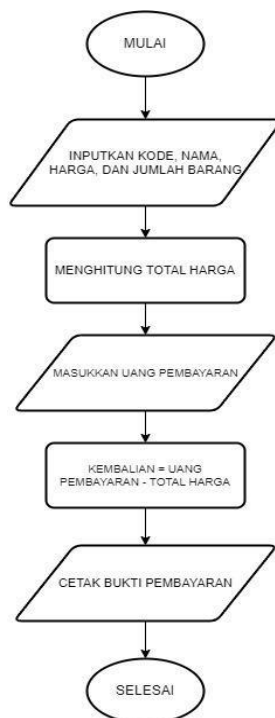 MULAI
INPUTKAN KODE, NAMA,
HARGA, DAN JUMLAH BARANG
MENGHITUNG TOTAL HARGA
MASUKKAN UANG PEMBAYARAN
KEMBALIAN = UANG
PEMBAYARAN - TOTAL HARGA
CETAK BUKTI PEMBAYARAN
SELESAI